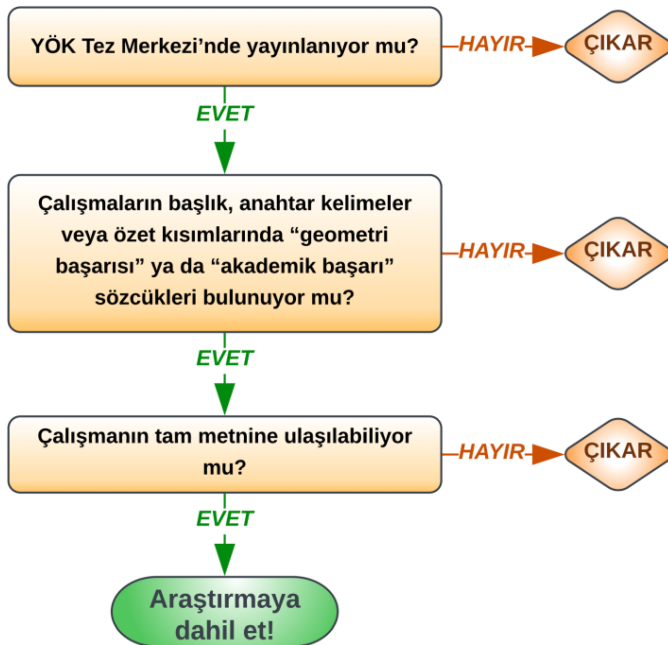 YÖK Tez Merkezi’nde yayınlanıyor mu?
HAYIR
ÇIKAR
EVET
Çalışmaların başlık, anahtar kelimeler
veya özet kısımlarında “geometri
başarısı” ya da “akademik başarı”
sözcükleri bulunuyor mu?
HAYIR
ÇIKAR
EVET
Çalışmanın tam metnine ulaşılabiliyor
mu?
HAYIR
ÇIKAR
EVET
Araştırmaya
dahil et!